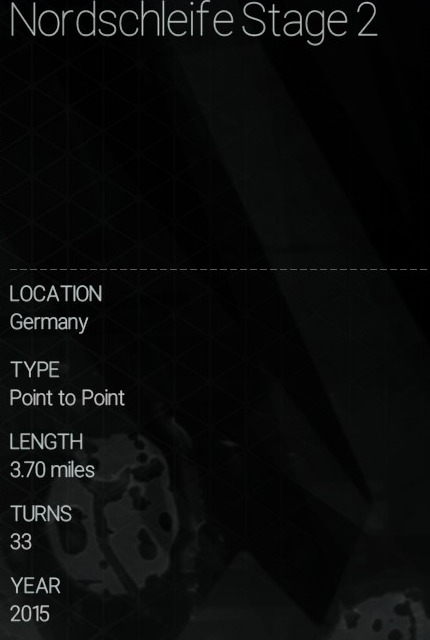 Nordschleife Stage 2
LOCATION
Germany
TYPE
Point to Point
LENGTH
3.70 miles
TURNS
33
YEAR
2015